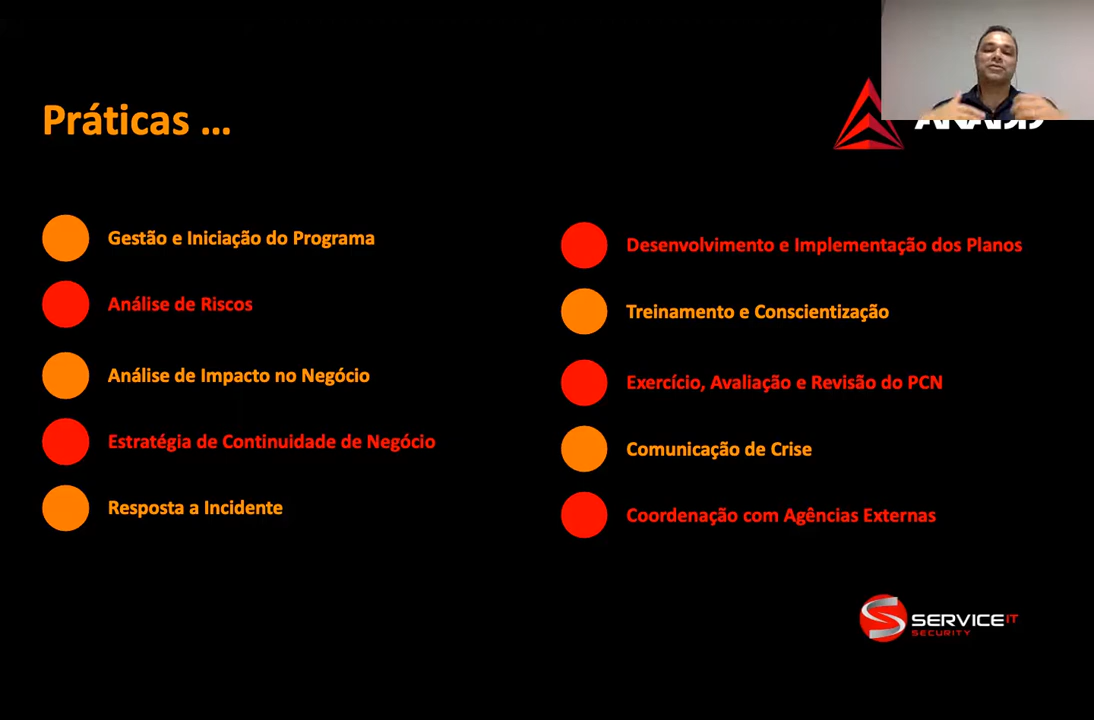 Práticas ...
Gestão e Iniciação do Programa
Análise de Riscos
Análise de Impacto no Negócio
Estratégia de Continuidade de Negócio
Resposta a Incidente
Desenvolvimento e Implementação dos Planos
Treinamento e Conscientização
Exercício, Avaliação e Revisão do PCN
Comunicação de Crise
Coordenação com Agências Externas
SERVICE IT
SECURITY